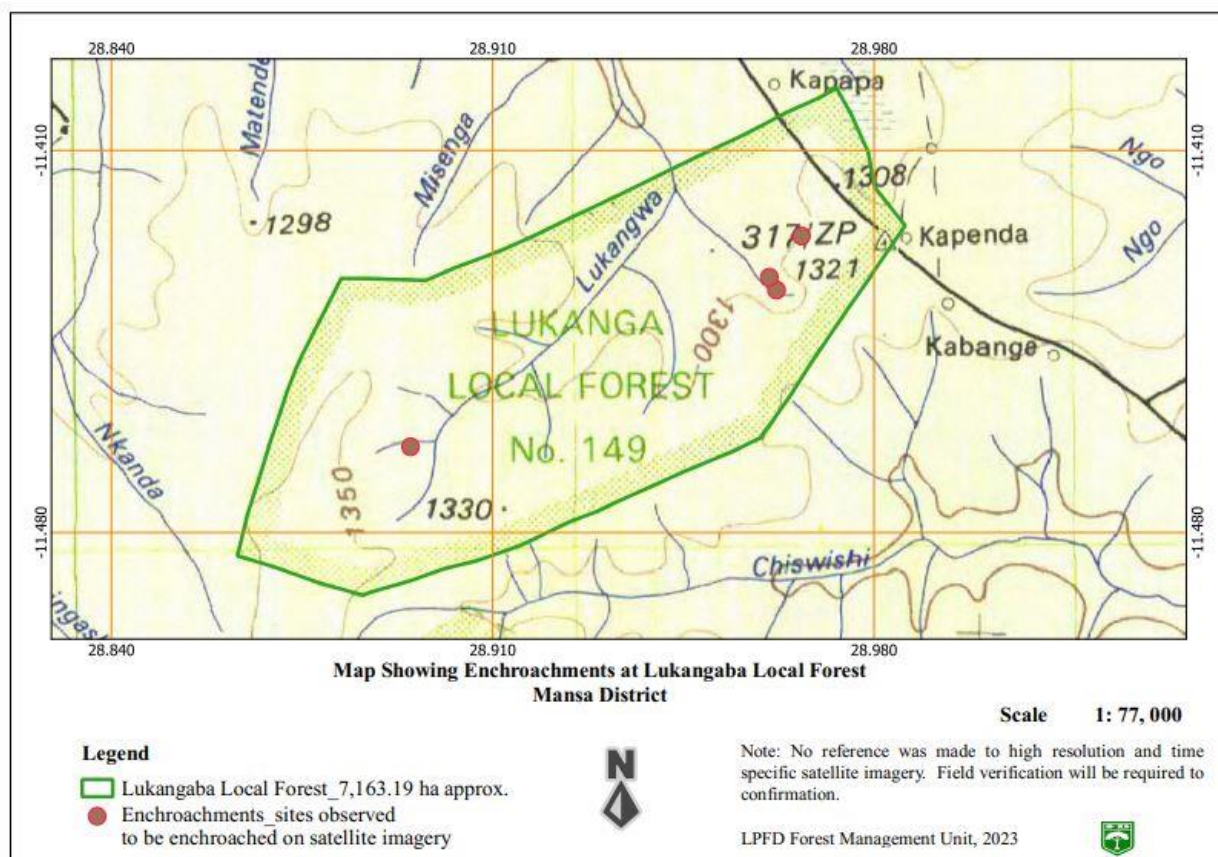 28.840
28.910
28.980
-11.410
-11.410
Matende
Misenga
Kapapa
1308
Ngo
Ngo
1298
Lukangwa
317/ZP
Kapenda
1321
LUKANGA
1300
Kabange
LOCAL FOREST
No. 149
Nkanda
1350
1330
-11.480
-11.480
Chiswishi
28.840
28.910
28.980
Map Showing Enchroachments at Lukangaba Local Forest
Mansa District
Scale 1: 77, 000
Legend
Lukangaba Local Forest_7,163.19 ha approx.
Enchroachments_sites observed
to be enchroached on satellite imagery
N
Note: No reference was made to high resolution and time
specific satellite imagery. Field verification will be required to
confirmation.
LPFD Forest Management Unit, 2023